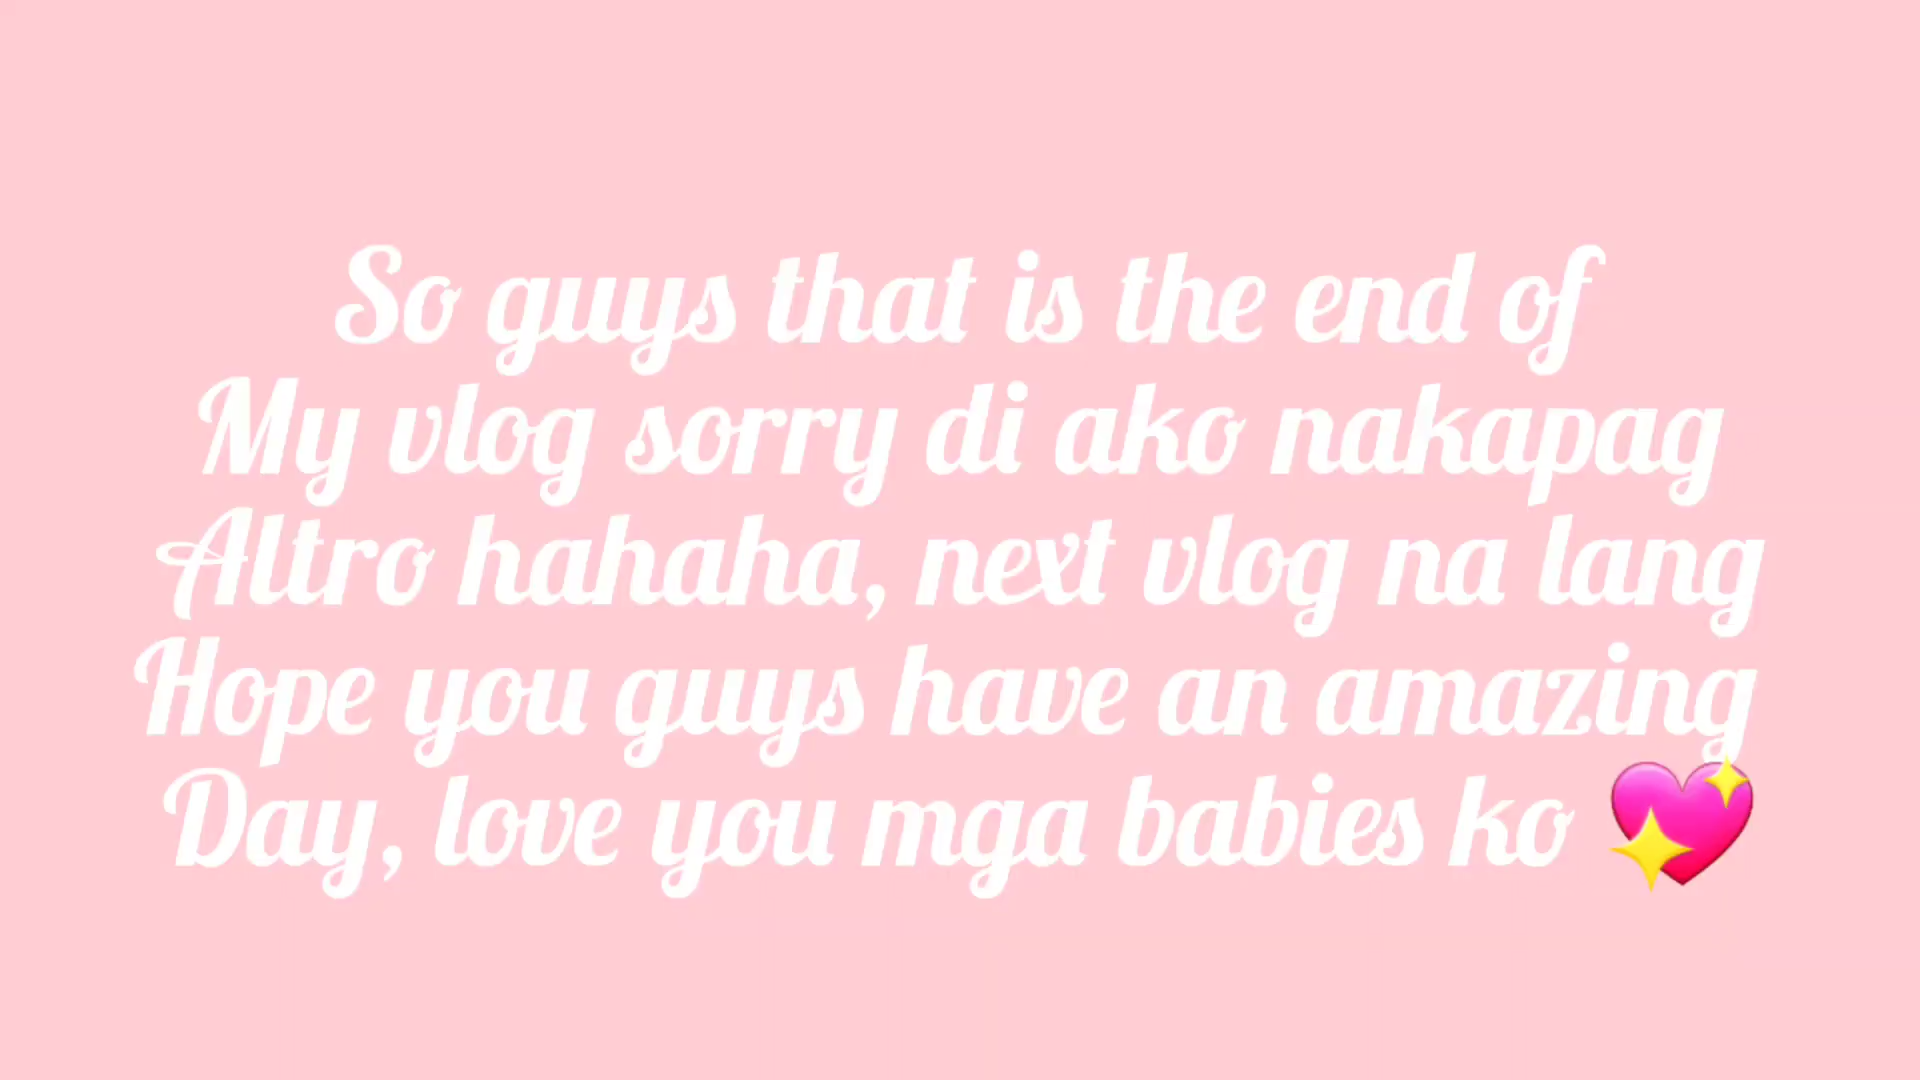 So guys that is the end of
My vlog sorry di ako nakapag
Altro hahaha, next vlog na lang
Hope you guys have an amazing
Day, love you mga babies ko 💖